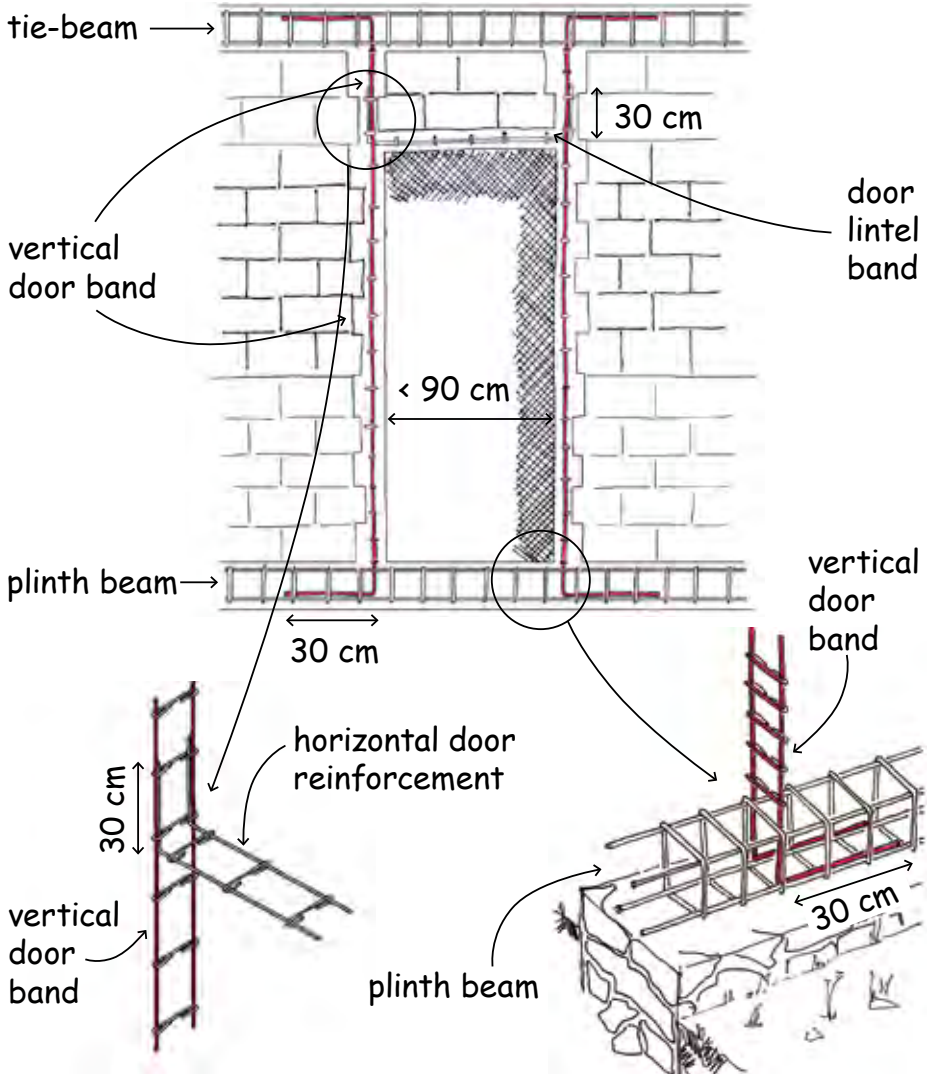 tie-beam
30 cm
door
lintel
band
vertical
door band
< 90 cm
plinth beam
30 cm
vertical
door
band
horizontal door
reinforcement
30 cm
30 cm
vertical
door
band
plinth beam